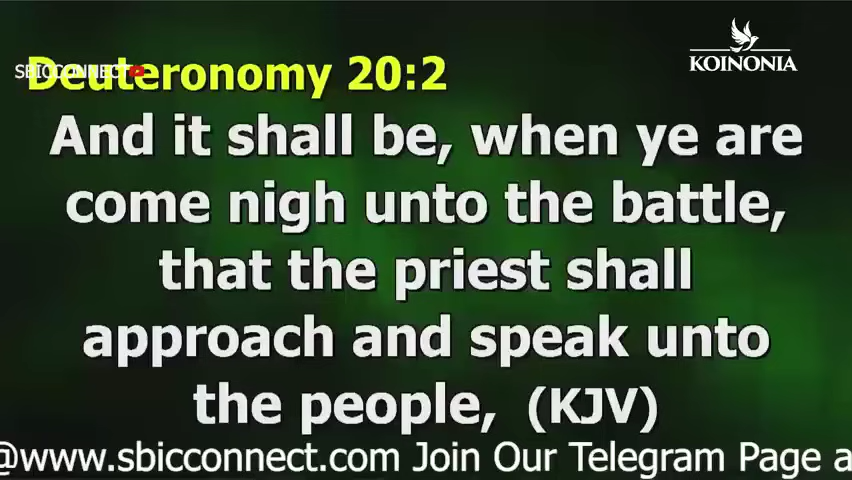 KOINONIA
SBICCONNECT
Deuteronomy 20:2
And it shall be, when ye are
come nigh unto the battle,
that the priest shall
approach and speak unto
the people, (KJV)
@www.sbicconnect.com Join Our Telegram Page a